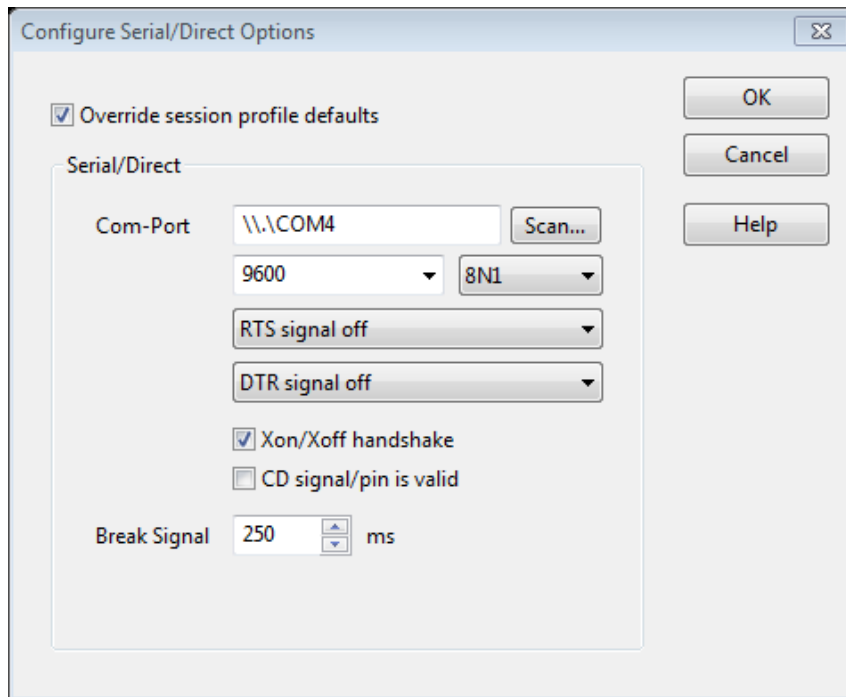 Configure Serial/Direct Options
OK
Override session profile defaults
Cancel
Serial/Direct
Com-Port \\.\COM4 Scan... Help
9600 8N1
RTS signal off
DTR signal off
Xon/Xoff handshake
CD signal/pin is valid
Break Signal 250 ms